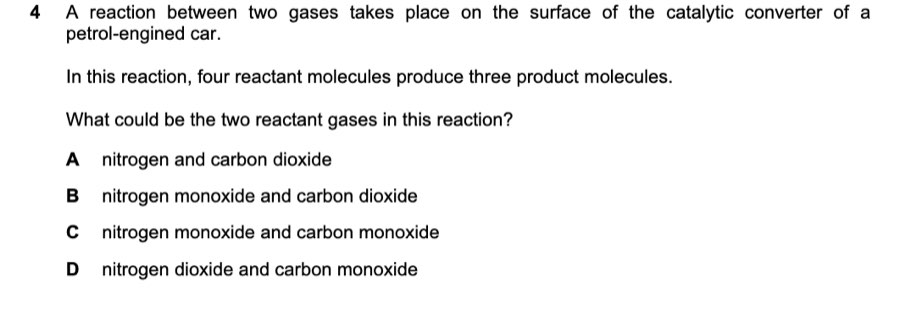 4 A reaction between two gases takes place on the surface of the catalytic converter of a
petrol-engined car.
In this reaction, four reactant molecules produce three product molecules.
What could be the two reactant gases in this reaction?
A nitrogen and carbon dioxide
B nitrogen monoxide and carbon dioxide
C nitrogen monoxide and carbon monoxide
D nitrogen dioxide and carbon monoxide